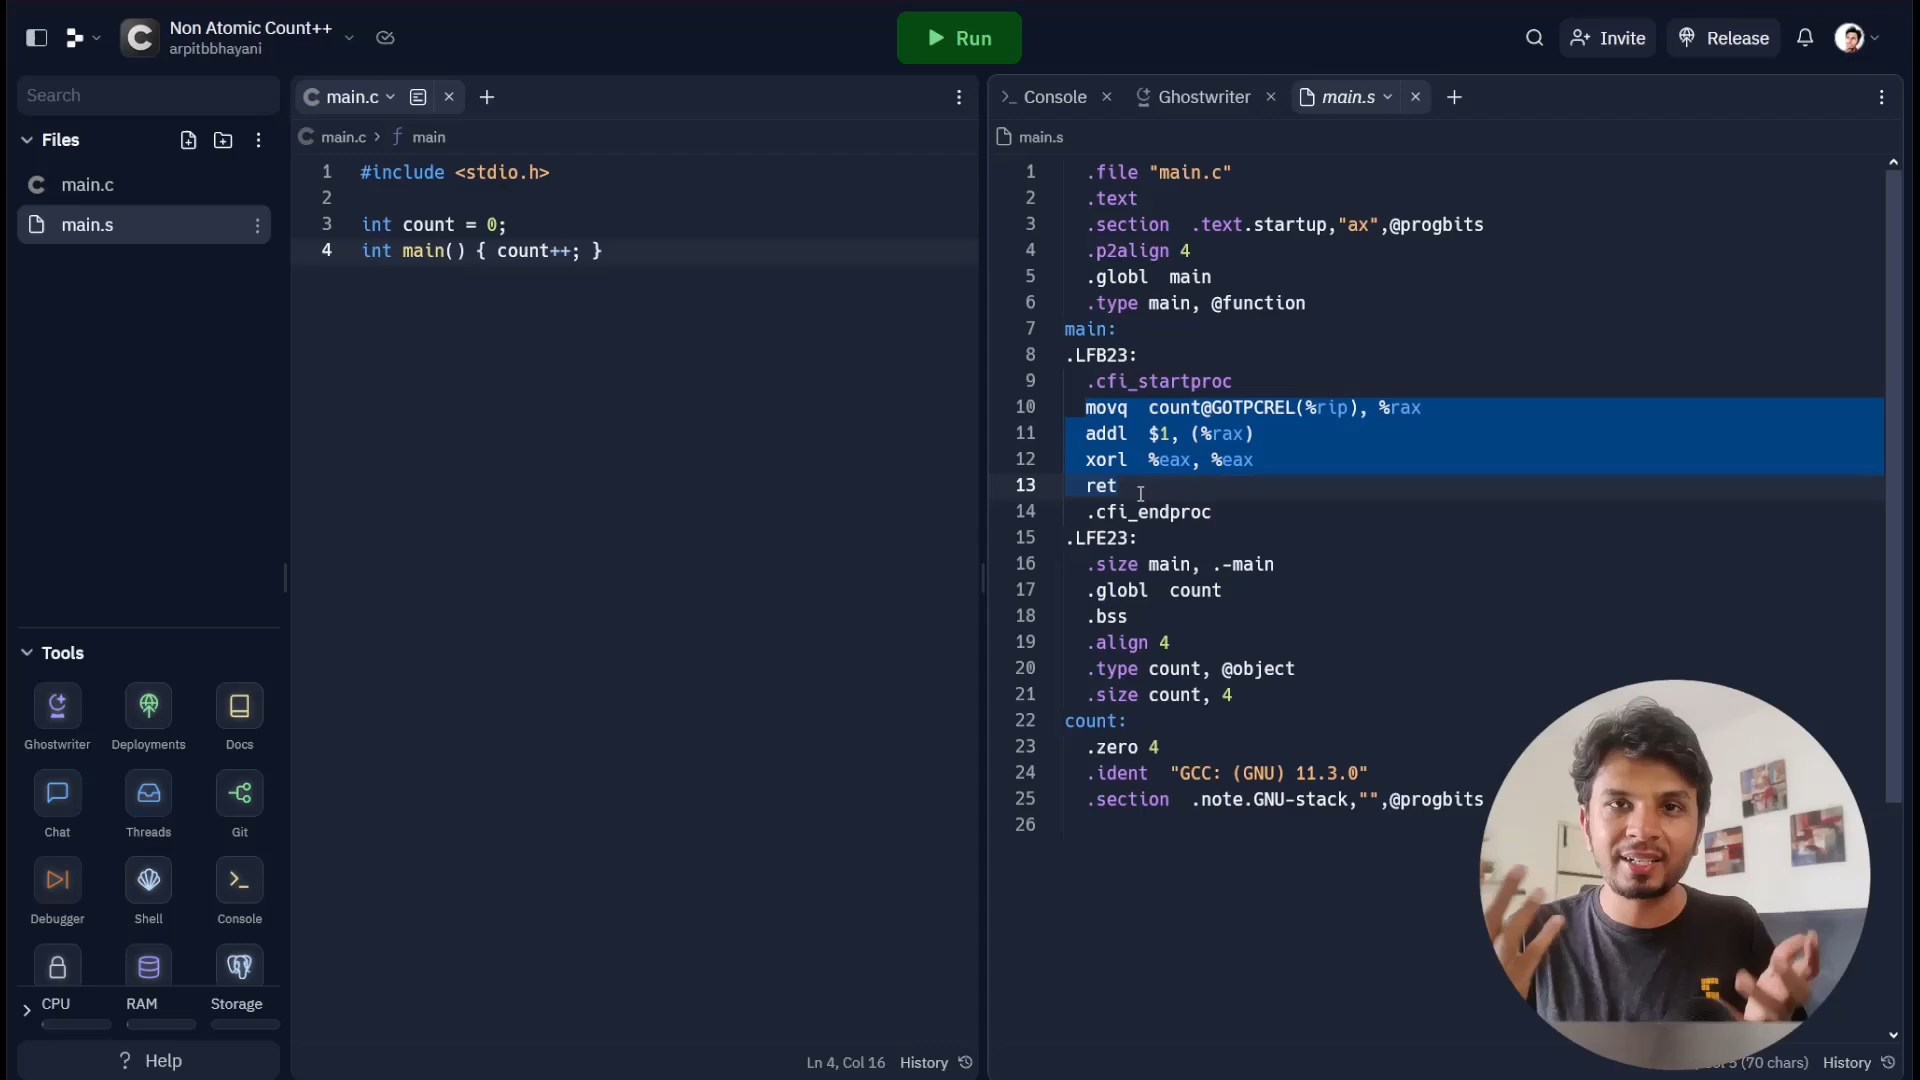 Non Atomic Count++
arpitbbhayani
Run
Invite
Release
Search
Files
main.c
main.s
Tools
Ghostwriter
Deployments
Docs
Chat
Threads
Git
Debugger
Shell
Console
CPU
RAM
Storage
? Help
main.c
main.c > f main
1 #include <stdio.h>
2
3 int count = 0;
4 int main() { count++; }
Ln 4, Col 16
History
Console
Ghostwriter
main.s
main.s
1 .file "main.c"
2 .text
3 .section .text.startup,"ax",@progbits
4 .p2align 4
5 .globl main
6 .type main, @function
7 main:
8 .LFB23:
9 .cfi_startproc
10 movq count@GOTPCREL(%rip), %rax
11 addl $1, (%rax)
12 xorl %eax, %eax
13 ret
14 .cfi_endproc
15 .LFE23:
16 .size main, .-main
17 .globl count
18 .bss
19 .align 4
20 .type count, @object
21 .size count, 4
22 count:
23 .zero 4
24 .ident "GCC: (GNU) 11.3.0"
25 .section .note.GNU-stack,"",@progbits
26
5 (70 chars)
History